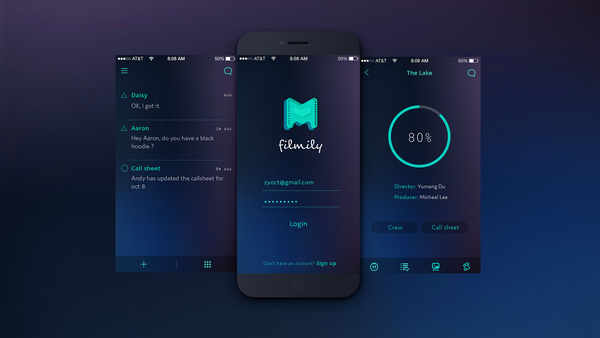 AT&T 8:08 AM 50%
Daisy
OK, I got it
Aaron
Hey Aaron, do you have a black
hoodie ?
Call sheet
Andy has updated the callsheet for
oct 8
AT&T 8:08 AM 50%
filmily
zyoct@gmail.com
Login
Don't have an account? Sign up
AT&T 8:08 AM 50%
The Lake
80%
Director: Yumeng Du
Producer: Micheal Lee
Crew
Call sheet